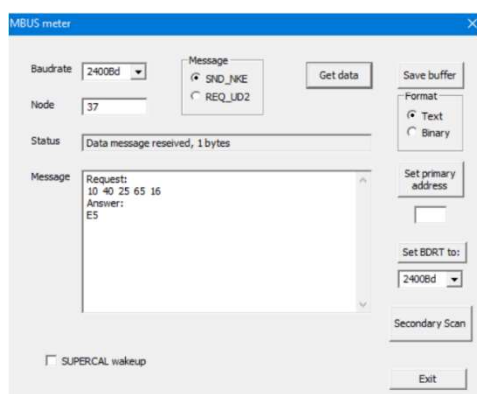 MBUS meter
Baudrate
2400Bd
Message
SND_NKE
REQ_UD2
Get data
Save buffer
Node
37
Format
Text
Binary
Status
Data message reseived, 1 bytes
Message
Request:
10 40 25 65 16
Answer:
E5
Set primary
address
Set BDRT to:
2400Bd
Secondary Scan
SUPERCAL wakeup
Exit